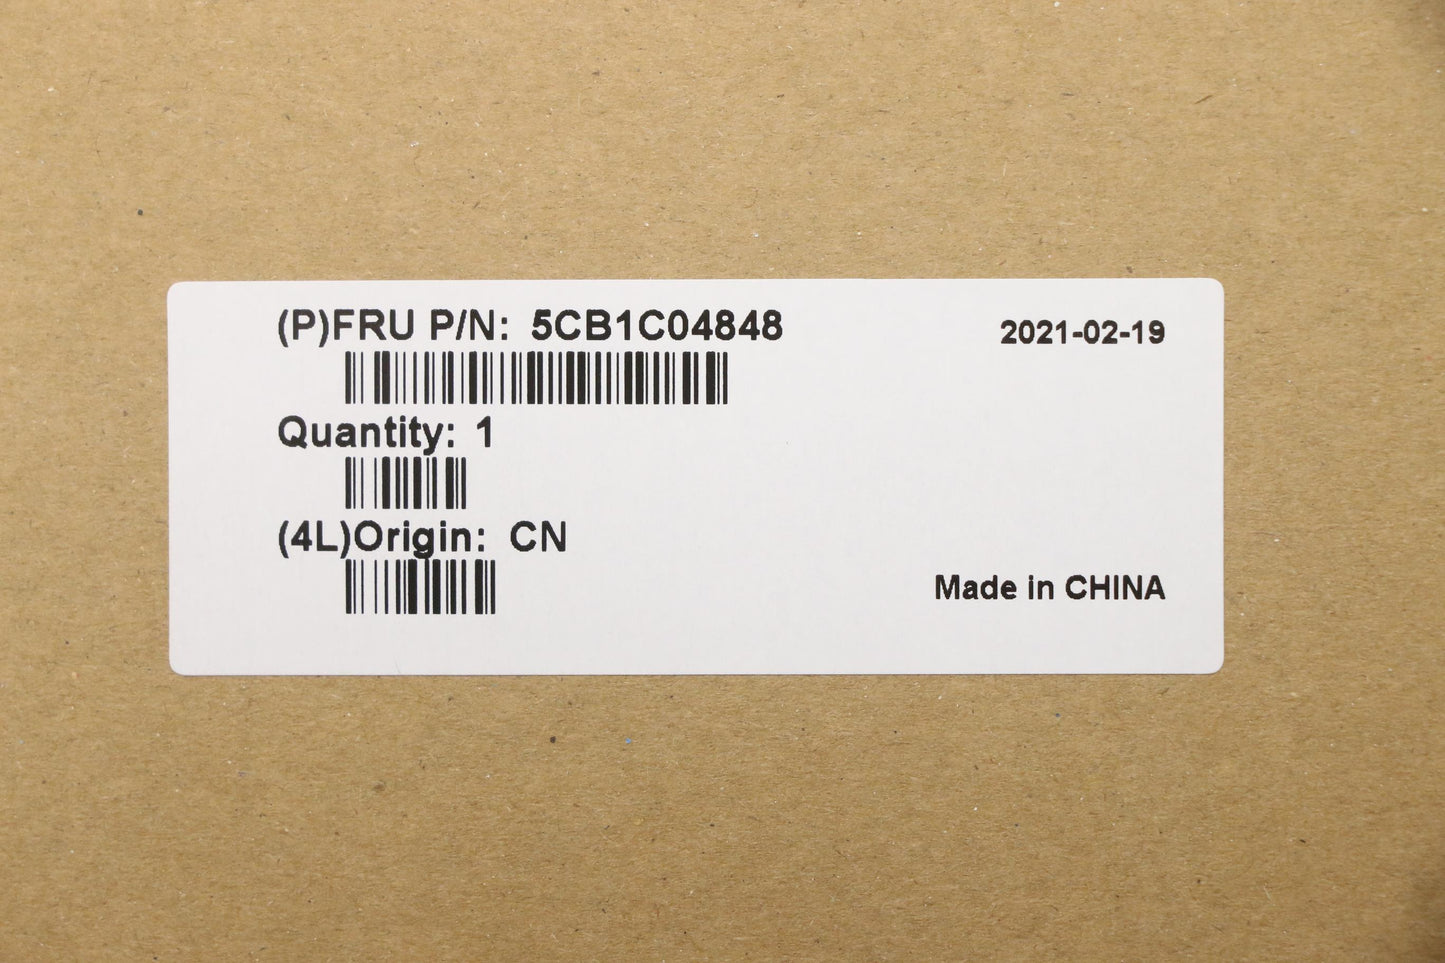 (P)FRU P/N: 5CB1C04848
2021-02-19
Quantity: 1
(4L)Origin: CN
Made in CHINA